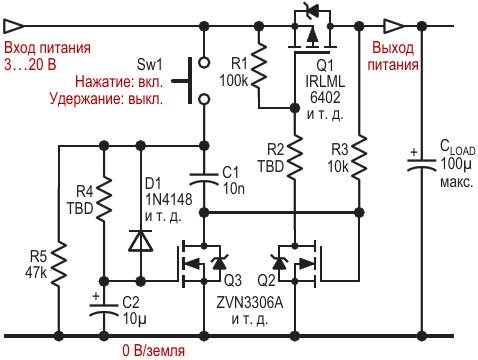 Вход питания
3…20 В
Sw1
Нажатие: вкл.
Удержание: выкл.
R1
100k
Q1
IRLML
6402
и т. д.
Выход
питания
R4
TBD
D1
1N4148
и т. д.
C1
10n
R2
TBD
R3
10k
+
CLOAD
100µ
макс.
R5
47k
+
C2
10µ
Q3
Q2
ZVN3306A
и т. д.
0 В/земля